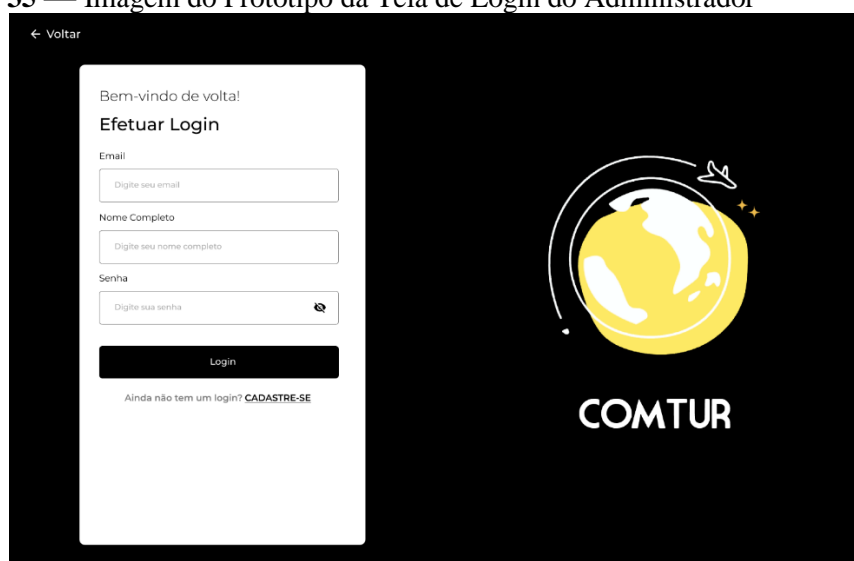 35 — Imagem do Protótipo da Tela de Login do Administrador
← Voltar
Bem-vindo de volta!
Efetuar Login
Email
Digite seu email
Nome Completo
Digite seu nome completo
Senha
Digite sua senha
Login
Ainda não tem um login? CADASTRE-SE
COMTUR